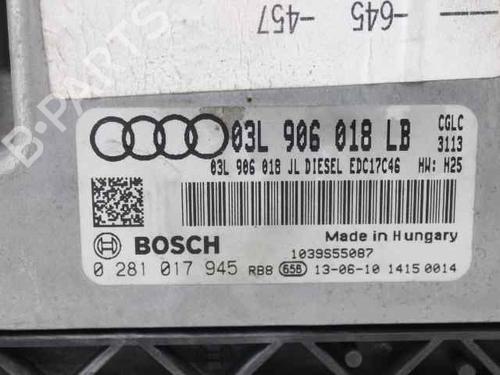 -645
-457
03L 906 018 LB
CGLC
3113
03L 906 018 JL DIESEL EDC17C46 HW: H25
BOSCH
Made in Hungary
1039S55087
0 281 017 945 RB8 658 13-06-10 1415 0014
B-PARTS